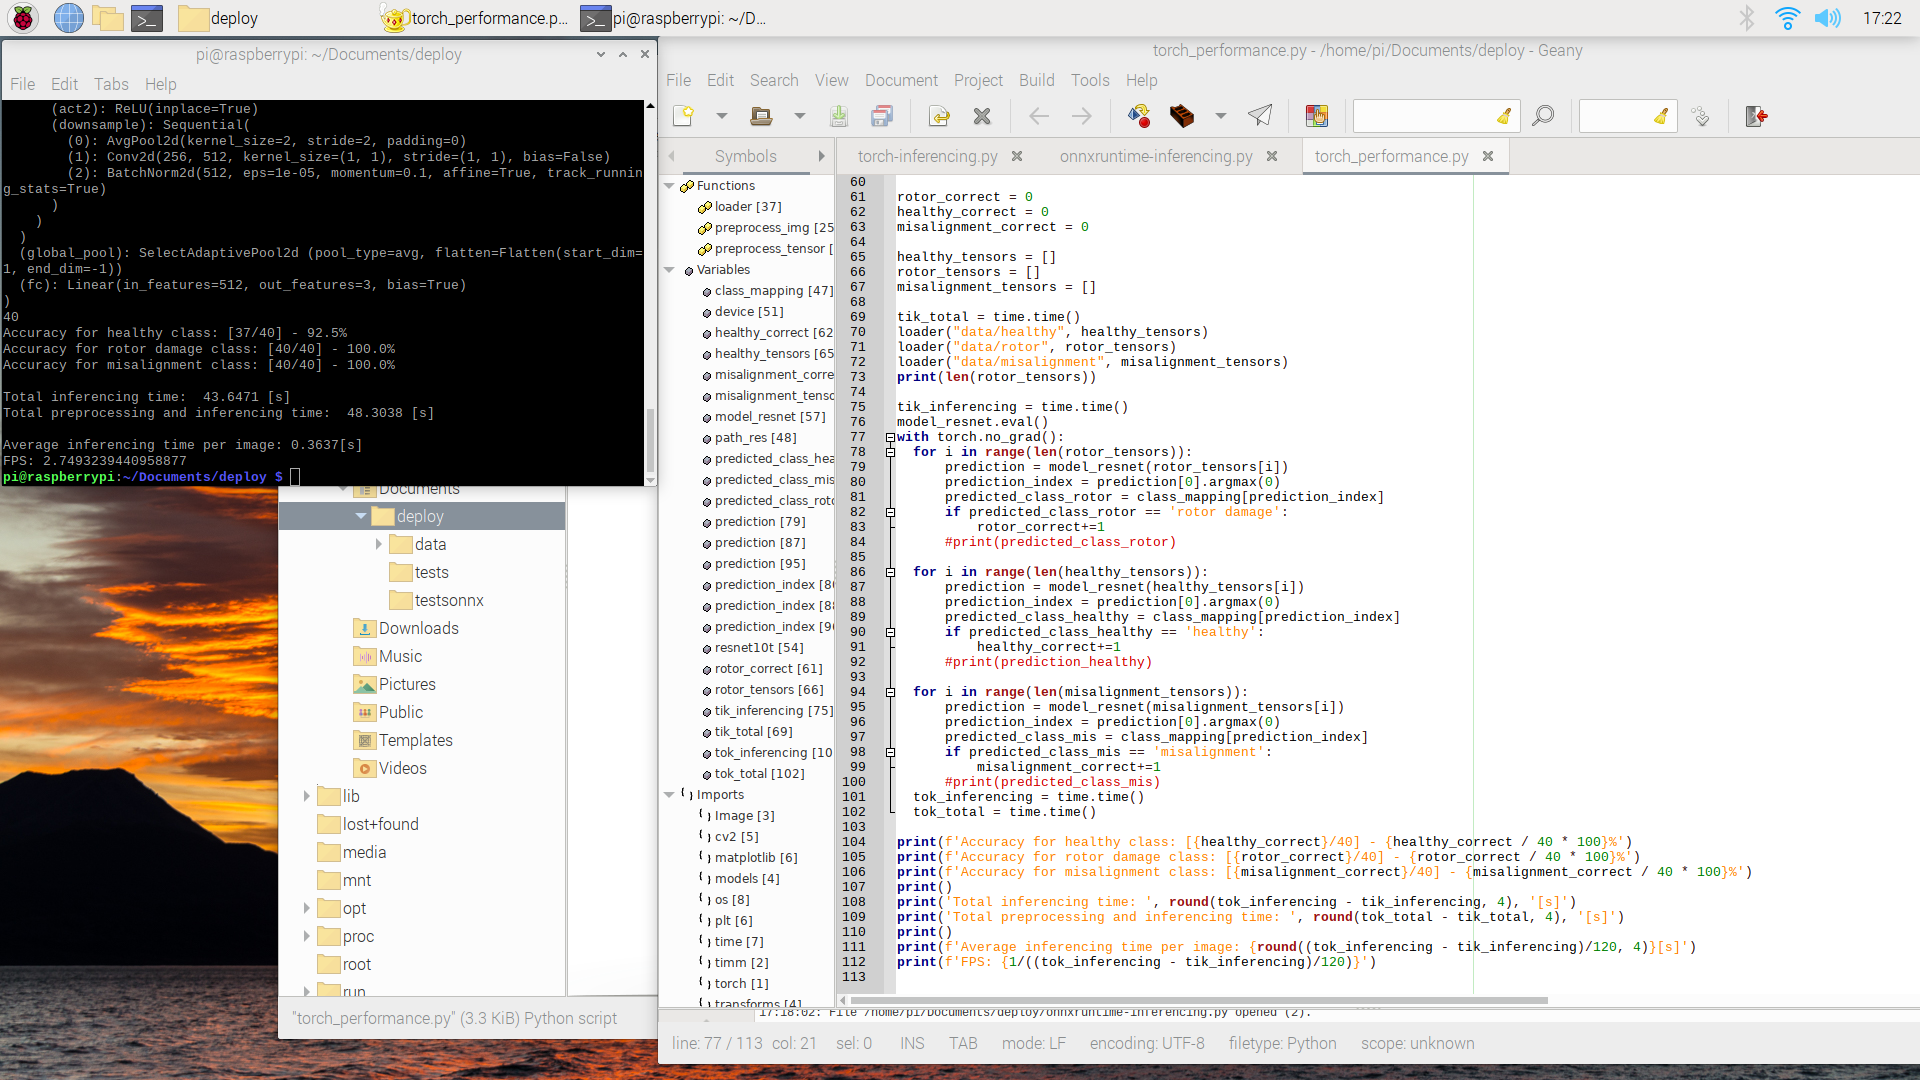 deploy
torch_performance.p...
pi@raspberrypi: ~/D...
17:22
pi@raspberrypi: ~/Documents/deploy
File Edit Tabs Help
(act2): ReLU(inplace=True)
(downsample): Sequential(
(0): AvgPool2d(kernel_size=2, stride=2, padding=0)
(1): Conv2d(256, 512, kernel_size=(1, 1), stride=(1, 1), bias=False)
(2): BatchNorm2d(512, eps=1e-05, momentum=0.1, affine=True, track_runnin
g_stats=True)
)
)
)
(global_pool): SelectAdaptivePool2d (pool_type=avg, flatten=Flatten(start_dim=
1, end_dim=-1))
(fc): Linear(in_features=512, out_features=3, bias=True)
)
40
Accuracy for healthy class: [37/40] - 92.5%
Accuracy for rotor damage class: [40/40] - 100.0%
Accuracy for misalignment class: [40/40] - 100.0%
Total inferencing time:  43.6471 [s]
Total preprocessing and inferencing time:  48.3038 [s]
Average inferencing time per image: 0.3637[s]
FPS: 2.7493239440958877
pi@raspberrypi:~/Documents/deploy $
Documents
deploy
data
tests
testsonnx
Downloads
Music
Pictures
Public
Templates
Videos
lib
lost+found
media
mnt
opt
proc
root
run
"torch_performance.py" (3.3 KiB) Python script
torch_performance.py - /home/pi/Documents/deploy - Geany
File Edit Search View Document Project Build Tools Help
Symbols
torch-inferencing.py
onnxruntime-inferencing.py
torch_performance.py
Functions
loader [37]
preprocess_img [25
preprocess_tensor [
Variables
class_mapping [47]
device [51]
healthy_correct [62
healthy_tensors [65
misalignment_corre
misalignment_tenso
model_resnet [57]
path_res [48]
predicted_class_hea
predicted_class_mis
predicted_class_roto
prediction [79]
prediction [87]
prediction [95]
prediction_index [80
prediction_index [88
prediction_index [96
resnet10t [54]
rotor_correct [61]
rotor_tensors [66]
tik_inferencing [75]
tik_total [69]
tok_inferencing [10
tok_total [102]
Imports
Image [3]
cv2 [5]
matplotlib [6]
models [4]
os [8]
plt [6]
time [7]
timm [2]
torch [1]
transforms [4]
60
61 rotor_correct = 0
62 healthy_correct = 0
63 misalignment_correct = 0
64
65 healthy_tensors = []
66 rotor_tensors = []
67 misalignment_tensors = []
68
69 tik_total = time.time()
70 loader("data/healthy", healthy_tensors)
71 loader("data/rotor", rotor_tensors)
72 loader("data/misalignment", misalignment_tensors)
73 print(len(rotor_tensors))
74
75 tik_inferencing = time.time()
76 model_resnet.eval()
77 with torch.no_grad():
78 for i in range(len(rotor_tensors)):
79 prediction = model_resnet(rotor_tensors[i])
80 prediction_index = prediction[0].argmax(0)
81 predicted_class_rotor = class_mapping[prediction_index]
82 if predicted_class_rotor == 'rotor damage':
83 rotor_correct+=1
84 #print(predicted_class_rotor)
85
86 for i in range(len(healthy_tensors)):
87 prediction = model_resnet(healthy_tensors[i])
88 prediction_index = prediction[0].argmax(0)
89 predicted_class_healthy = class_mapping[prediction_index]
90 if predicted_class_healthy == 'healthy':
91 healthy_correct+=1
92 #print(prediction_healthy)
93
94 for i in range(len(misalignment_tensors)):
95 prediction = model_resnet(misalignment_tensors[i])
96 prediction_index = prediction[0].argmax(0)
97 predicted_class_mis = class_mapping[prediction_index]
98 if predicted_class_mis == 'misalignment':
99 misalignment_correct+=1
100 #print(predicted_class_mis)
101 tok_inferencing = time.time()
102 tok_total = time.time()
103
104 print(f'Accuracy for healthy class: [{healthy_correct}/40] - {healthy_correct / 40 * 100}%')
105 print(f'Accuracy for rotor damage class: [{rotor_correct}/40] - {rotor_correct / 40 * 100}%')
106 print(f'Accuracy for misalignment class: [{misalignment_correct}/40] - {misalignment_correct / 40 * 100}%')
107 print()
108 print('Total inferencing time: ', round(tok_inferencing - tik_inferencing, 4), '[s]')
109 print('Total preprocessing and inferencing time: ', round(tok_total - tik_total, 4), '[s]')
110 print()
111 print(f'Average inferencing time per image: {round((tok_inferencing - tik_inferencing)/120, 4)}[s]')
112 print(f'FPS: {1/((tok_inferencing - tik_inferencing)/120)}')
113
17:18:02: File /home/pi/Documents/deploy/onnxruntime-inferencing.py opened (2).
line: 77 / 113 col: 21 sel: 0 INS TAB mode: LF encoding: UTF-8 filetype: Python scope: unknown